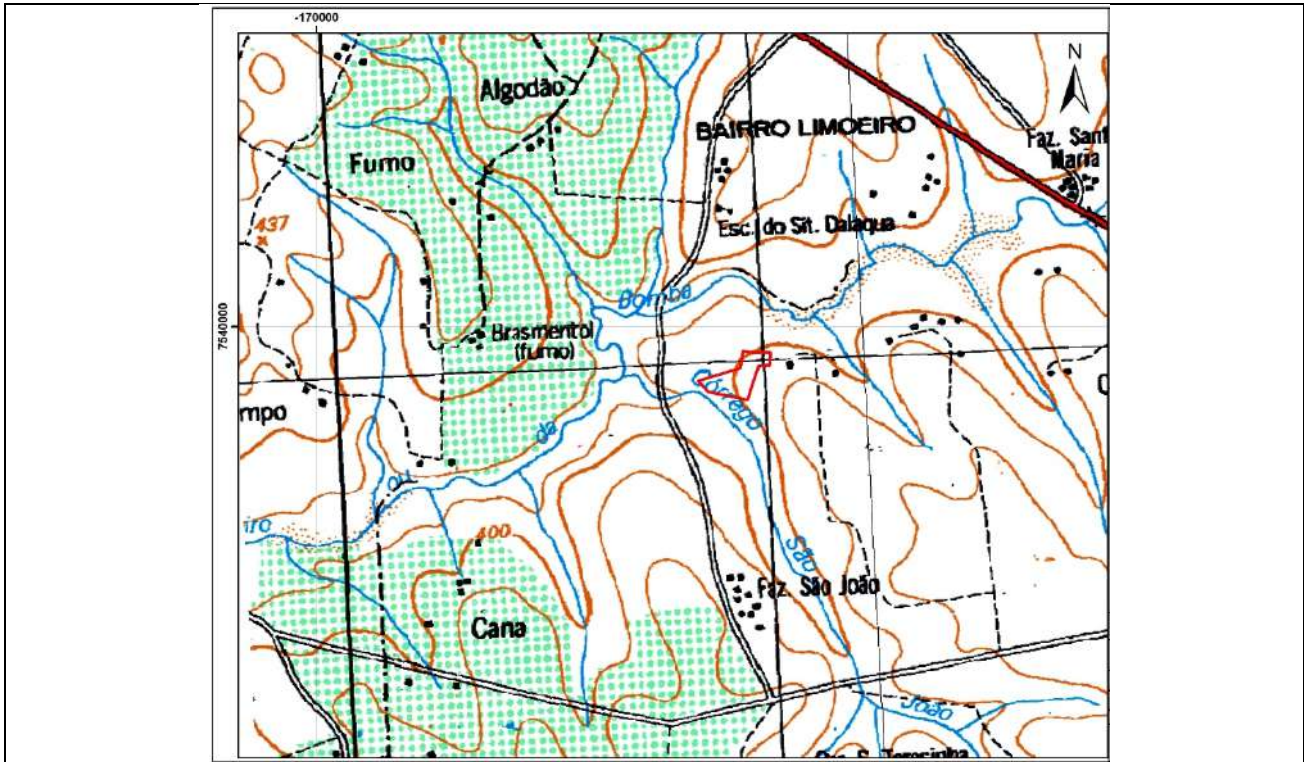 -170000
N
Algodão
BAIRRO LIMOEIRO
Faz. Sant
Maria
Fumo
Esc. do Sit. Dalaqua
437
Bomba
7540000
Brasmentol
(fumo)
Córrego
mpo
da
ou
iro
400
São
Faz. São João
Cana
João